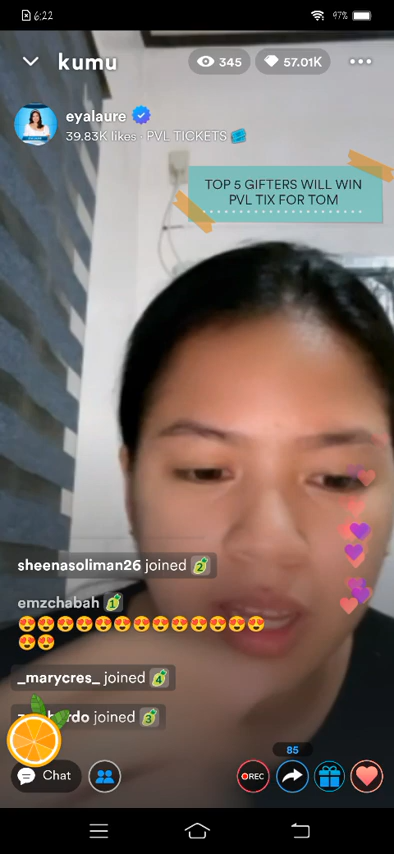 6:22
97%
kumu
345
57.01K
eyalaure
39.83K likes · PVL TICKETS
TOP 5 GIFTERS WILL WIN
PVL TIX FOR TOM
sheenasoliman26 joined 2
emzchabah 1
_marycres_ joined 4
do joined 3
85
Chat
REC